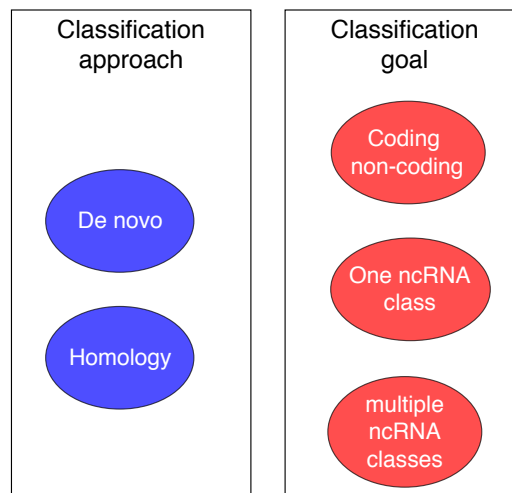 Classification
approach
De novo
Homology
Classification
goal
Coding
non-coding
One ncRNA
class
multiple
ncRNA
classes